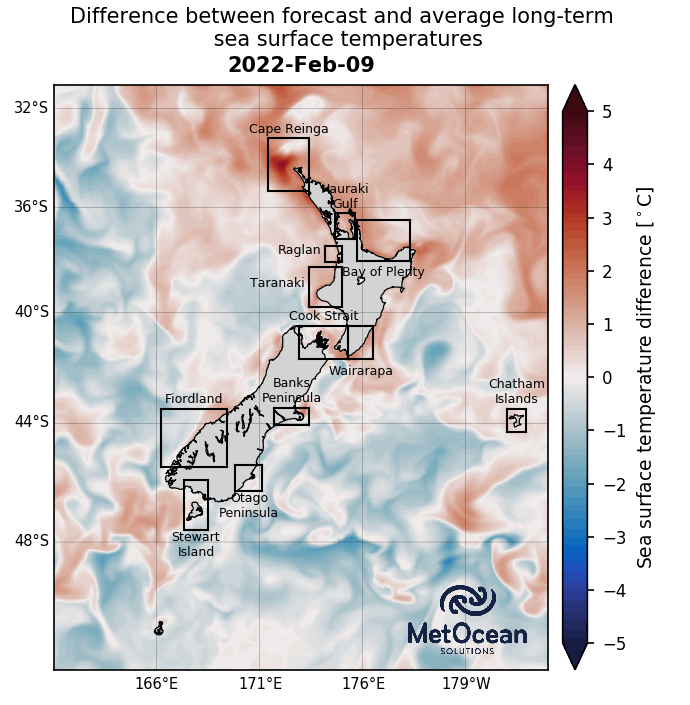 Difference between forecast and average long-term
sea surface temperatures
2022-Feb-09
32°S
36°S
40°S
44°S
48°S
Cape Reinga
Hauraki
Gulf
Raglan
Bay of Plenty
Taranaki
Cook Strait
Wairarapa
Banks
Peninsula
Fiordland
Chatham
Islands
Otago
Peninsula
Stewart
Island
MetOcean
SOLUTIONS
166°E
171°E
176°E
179°W
5
4
3
2
1
0
−1
−2
−3
−4
−5
Sea surface temperature difference [°C]